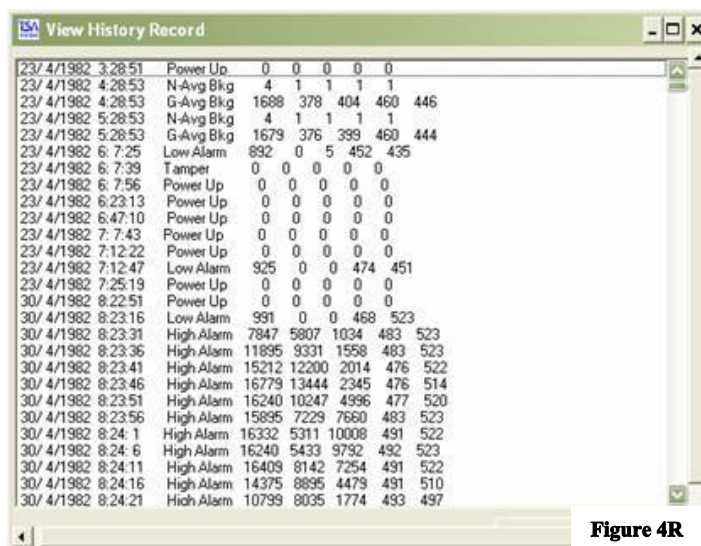 TSA View History Record
23/ 4/1982 3:28:51 Power Up 0 0 0 0 0
23/ 4/1982 4:28:53 N-Avg Bkg 4 1 1 1 1
23/ 4/1982 4:28:53 G-Avg Bkg 1688 378 404 460 446
23/ 4/1982 5:28:53 N-Avg Bkg 4 1 1 1 1
23/ 4/1982 5:28:53 G-Avg Bkg 1679 376 399 460 444
23/ 4/1982 6: 7:25 Low Alarm 892 0 5 452 435
23/ 4/1982 6: 7:39 Tamper 0 0 0 0 0
23/ 4/1982 6: 7:56 Power Up 0 0 0 0 0
23/ 4/1982 6:23:13 Power Up 0 0 0 0 0
23/ 4/1982 6:47:10 Power Up 0 0 0 0 0
23/ 4/1982 7: 7:43 Power Up 0 0 0 0 0
23/ 4/1982 7:12:22 Power Up 0 0 0 0 0
23/ 4/1982 7:12:47 Low Alarm 925 0 0 474 451
23/ 4/1982 7:25:19 Power Up 0 0 0 0 0
30/ 4/1982 8:22:51 Power Up 0 0 0 0 0
30/ 4/1982 8:23:16 Low Alarm 991 0 0 468 523
30/ 4/1982 8:23:31 High Alarm 7847 5807 1034 483 523
30/ 4/1982 8:23:36 High Alarm 11895 9331 1558 483 523
30/ 4/1982 8:23:41 High Alarm 15212 12200 2014 476 522
30/ 4/1982 8:23:46 High Alarm 16779 13444 2345 476 514
30/ 4/1982 8:23:51 High Alarm 16240 10247 4996 477 520
30/ 4/1982 8:23:56 High Alarm 15895 7229 7660 483 523
30/ 4/1982 8:24: 1 High Alarm 16332 5311 10008 491 522
30/ 4/1982 8:24: 6 High Alarm 16240 5433 9792 492 523
30/ 4/1982 8:24:11 High Alarm 16409 8142 7254 491 522
30/ 4/1982 8:24:16 High Alarm 14375 8895 4479 491 510
30/ 4/1982 8:24:21 High Alarm 10799 8035 1774 493 497
Figure 4R